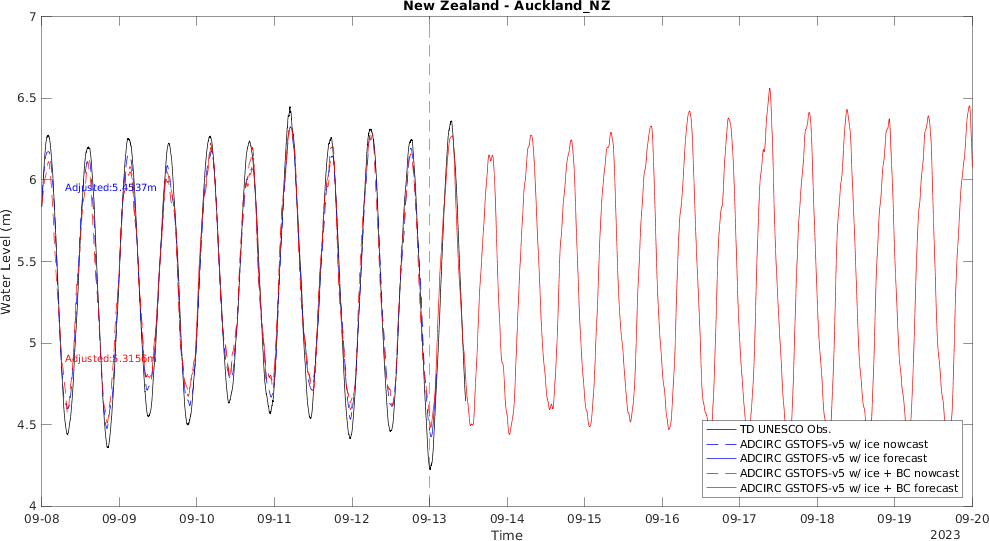 New Zealand - Auckland_NZ
7
6.5
6
5.5
5
4.5
4
Water Level (m)
Adjusted:5.4537m
Adjusted:5.3156m
TD UNESCO Obs.
ADCIRC GSTOFS-v5 w/ ice nowcast
ADCIRC GSTOFS-v5 w/ ice forecast
ADCIRC GSTOFS-v5 w/ ice + BC nowcast
ADCIRC GSTOFS-v5 w/ ice + BC forecast
09-08 09-09 09-10 09-11 09-12 09-13 09-14 09-15 09-16 09-17 09-18 09-19 09-20
Time
2023